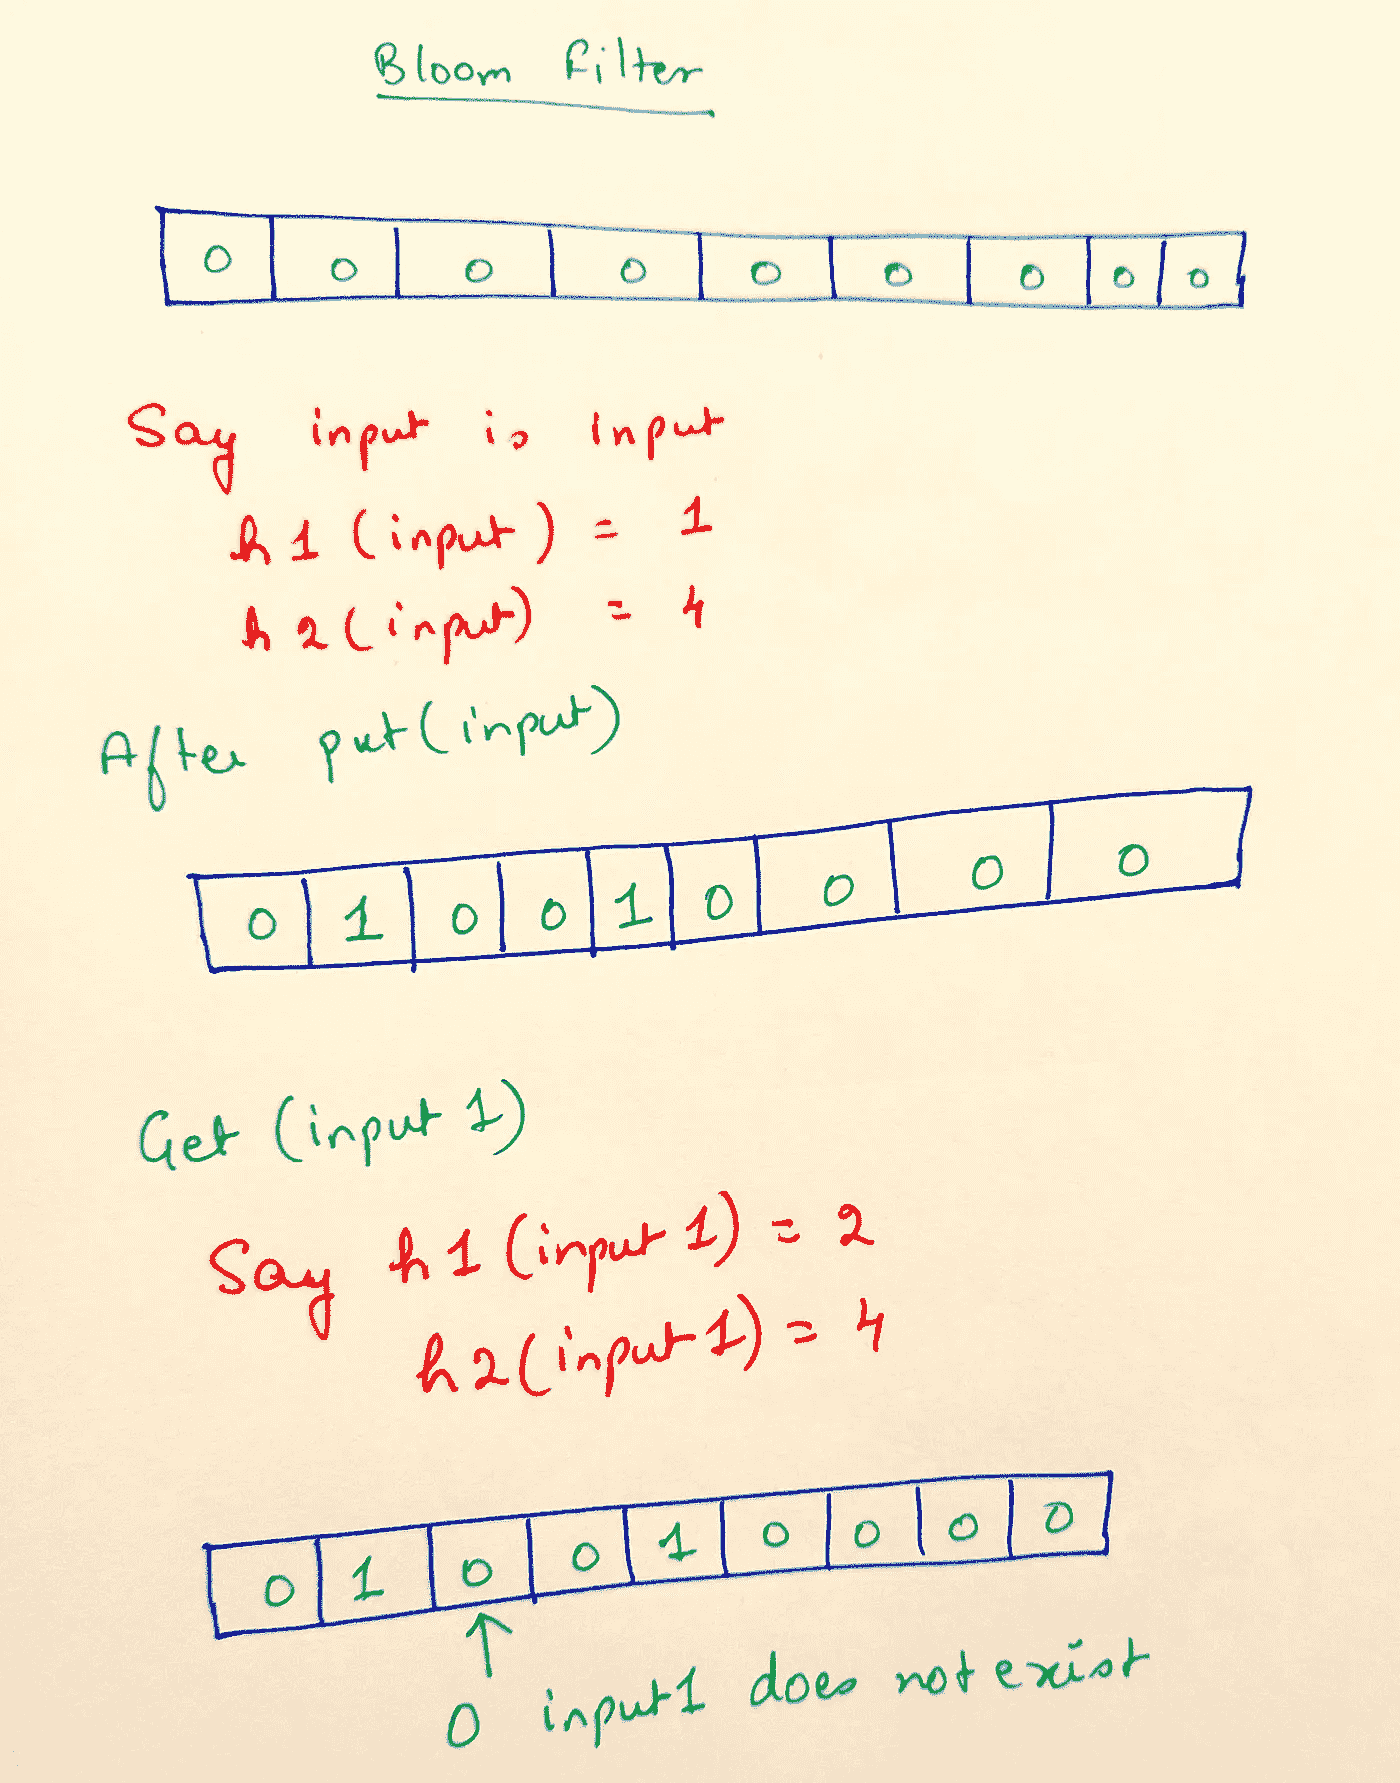 Bloom Filter
0 0 0 0 0 0 0 0 0
Say input is Input
h1 (input) = 1
h2 (input) = 4
After put (input)
0 1 0 0 1 0 0 0 0
Get (input 1)
Say h1 (input 1) = 2
h2 (input 1) = 4
0 1 0 0 1 0 0 0 0
0 input1 does not exist